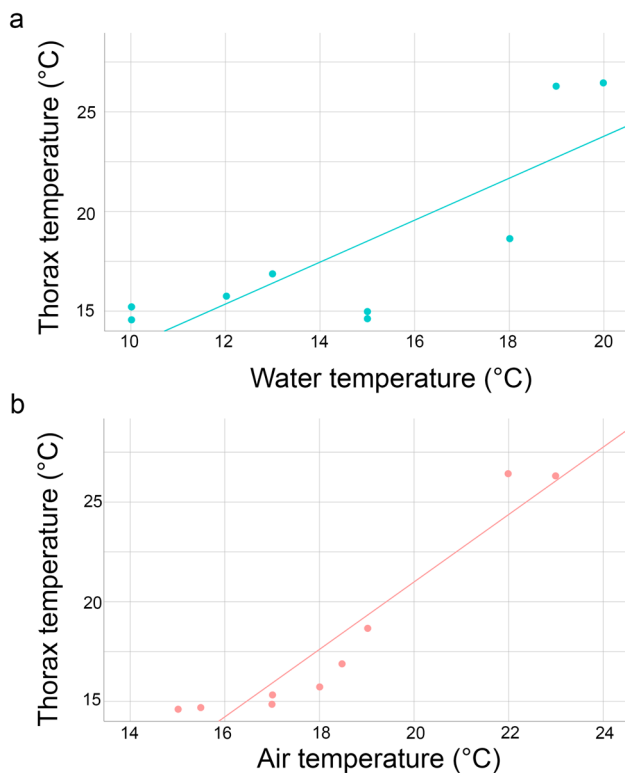 a
Thorax temperature (°C)
25
20
15
10 12 14 16 18 20
Water temperature (°C)
b
Thorax temperature (°C)
25
20
15
14 16 18 20 22 24
Air temperature (°C)